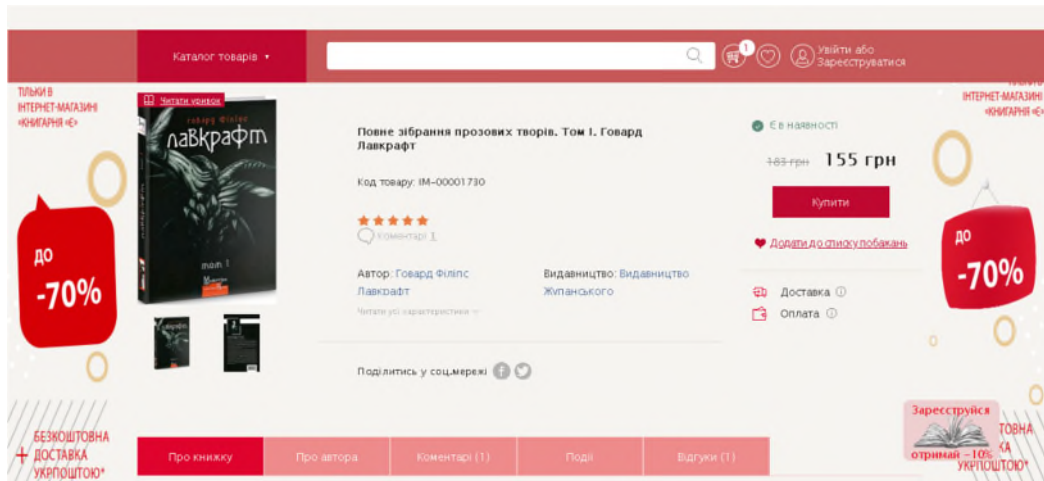 Каталог товарів
1
Увійти або
Зареєструватися
ТІЛЬКИ В
ІНТЕРНЕТ-МАГАЗИНІ
«КНИГАРНЯ «Є»
ІНТЕРНЕТ-МАГАЗИНІ
«КНИГАРНЯ «Є»
Читати уривок
говард філіпс
лавкрафт
том 1
Повне зібрання прозових творів. Том I. Говард
Лавкрафт
Код товару: IM-00001730
Коментарі 1
Автор: Говард Філіпс
Лавкрафт
Видавництво: Видавництво
Жупанського
Читати усі характеристики
Поділитись у соц.мережі
Є в наявності
183 грн 155 грн
Купити
Додати до списку побажань
Доставка
Оплата
ДО
-70%
ДО
-70%
БЕЗКОШТОВНА
+ ДОСТАВКА
УКРПОШТОЮ*
Зареєструйся
отримай -10%
УКРПОШТОЮ*
Про книжку
Про автора
Коментарі (1)
Події
Відгуки (1)